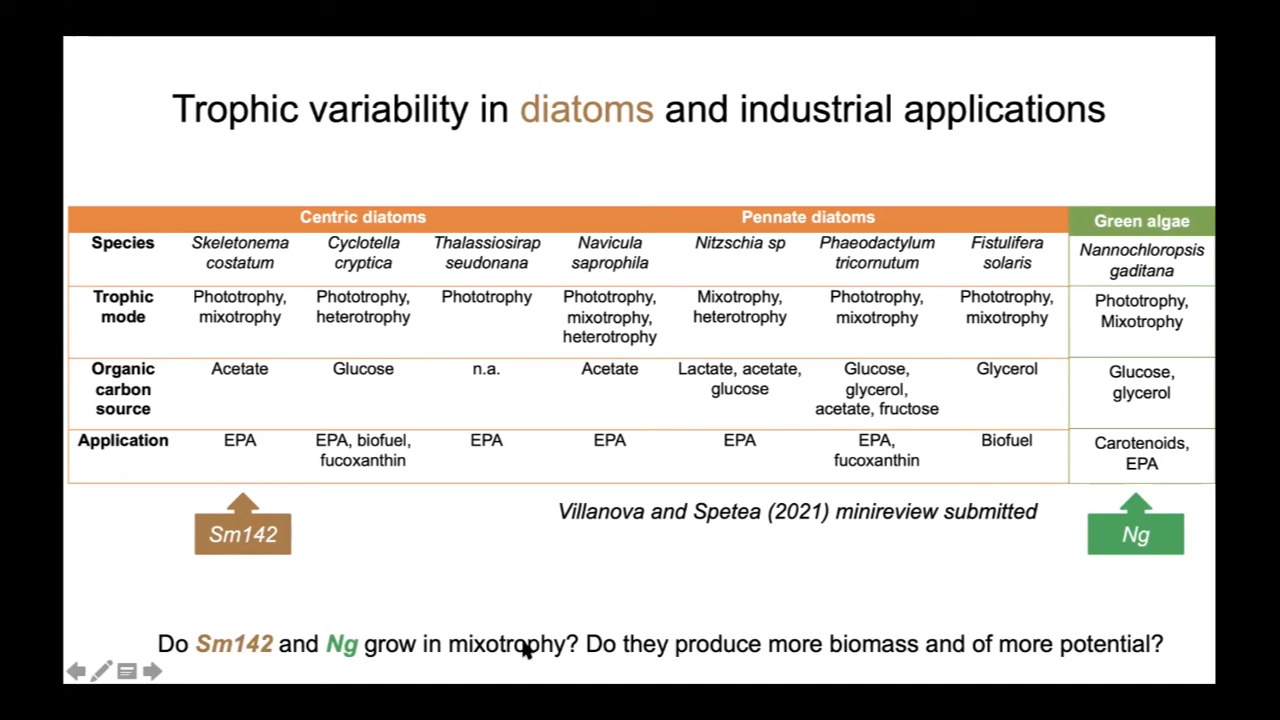 Trophic variability in diatoms and industrial applications
Centric diatoms Pennate diatoms Green algae
Species Skeletonema costatum Cyclotella cryptica Thalassiosirap seudonana Navicula saprophila Nitzschia sp Phaeodactylum tricornutum Fistulifera solaris Nannochloropsis gaditana
Trophic mode Phototrophy, mixotrophy Phototrophy, heterotrophy Phototrophy Phototrophy, mixotrophy, heterotrophy Mixotrophy, heterotrophy Phototrophy, mixotrophy Phototrophy, mixotrophy Phototrophy, Mixotrophy
Organic carbon source Acetate Glucose n.a. Acetate Lactate, acetate, glucose Glucose, glycerol, acetate, fructose Glycerol Glucose, glycerol
Application EPA EPA, biofuel, fucoxanthin EPA EPA EPA EPA, fucoxanthin Biofuel Carotenoids, EPA
Villanova and Spetea (2021) minireview submitted
Sm142 Ng
Do Sm142 and Ng grow in mixotrophy? Do they produce more biomass and of more potential?